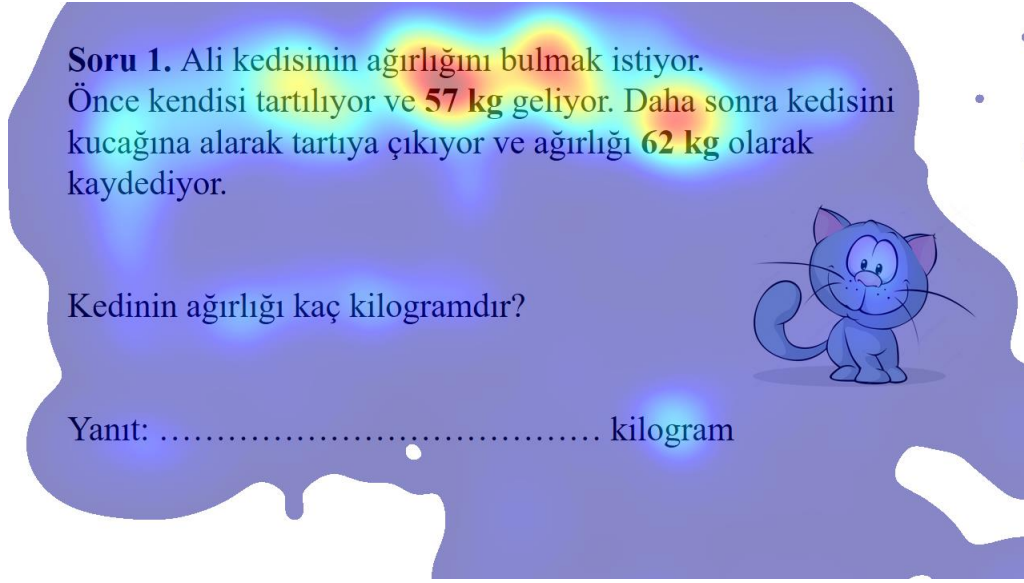 Soru 1. Ali kedisinin ağırlığını bulmak istiyor.
Önce kendisi tartılıyor ve 57 kg geliyor. Daha sonra kedisini
kucağına alarak tartıya çıkıyor ve ağırlığı 62 kg olarak
kaydediyor.
Kedinin ağırlığı kaç kilogramdır?
Yanıt: ………………………………… kilogram